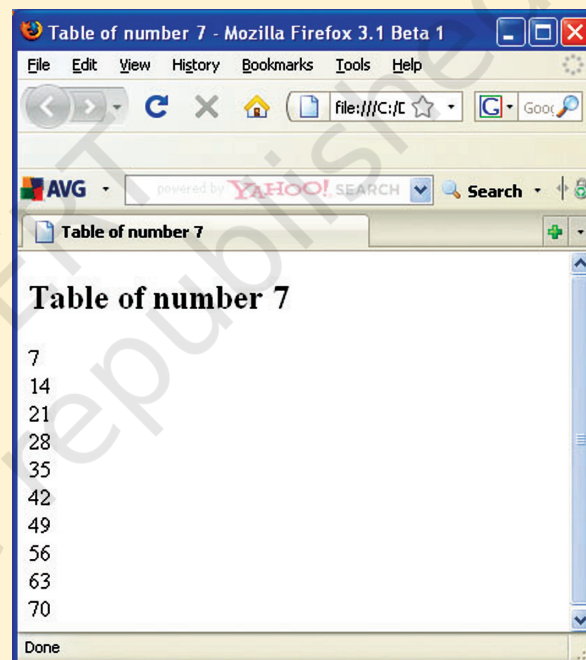 Table of number 7 - Mozilla Firefox 3.1 Beta 1
File Edit View History Bookmarks Tools Help
file:///C:/D G Goo
AVG powered by YAHOO! SEARCH Search
Table of number 7
Table of number 7
7
14
21
28
35
42
49
56
63
70
Done
republished